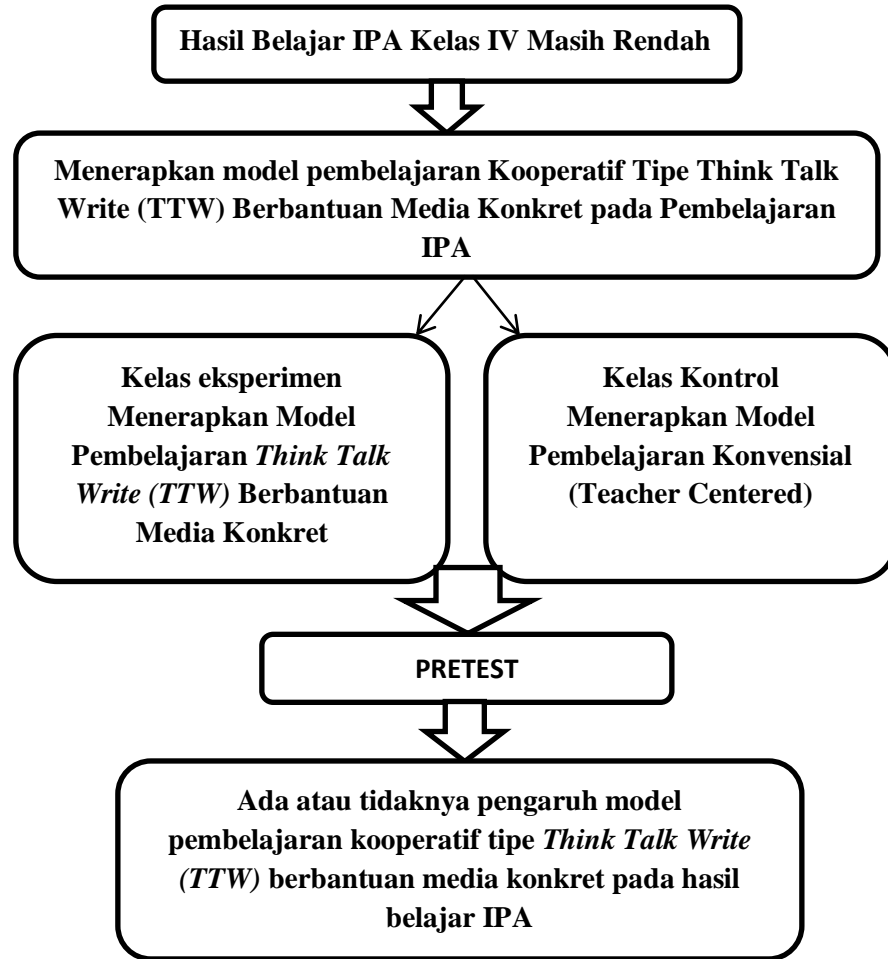 Hasil Belajar IPA Kelas IV Masih Rendah
Menerapkan model pembelajaran Kooperatif Tipe Think Talk
Write (TTW) Berbantuan Media Konkret pada Pembelajaran
IPA
Kelas eksperimen
Menerapkan Model
Pembelajaran Think Talk
Write (TTW) Berbantuan
Media Konkret
Kelas Kontrol
Menerapkan Model
Pembelajaran Konvensial
(Teacher Centered)
PRETEST
Ada atau tidaknya pengaruh model
pembelajaran kooperatif tipe Think Talk Write
(TTW) berbantuan media konkret pada hasil
belajar IPA